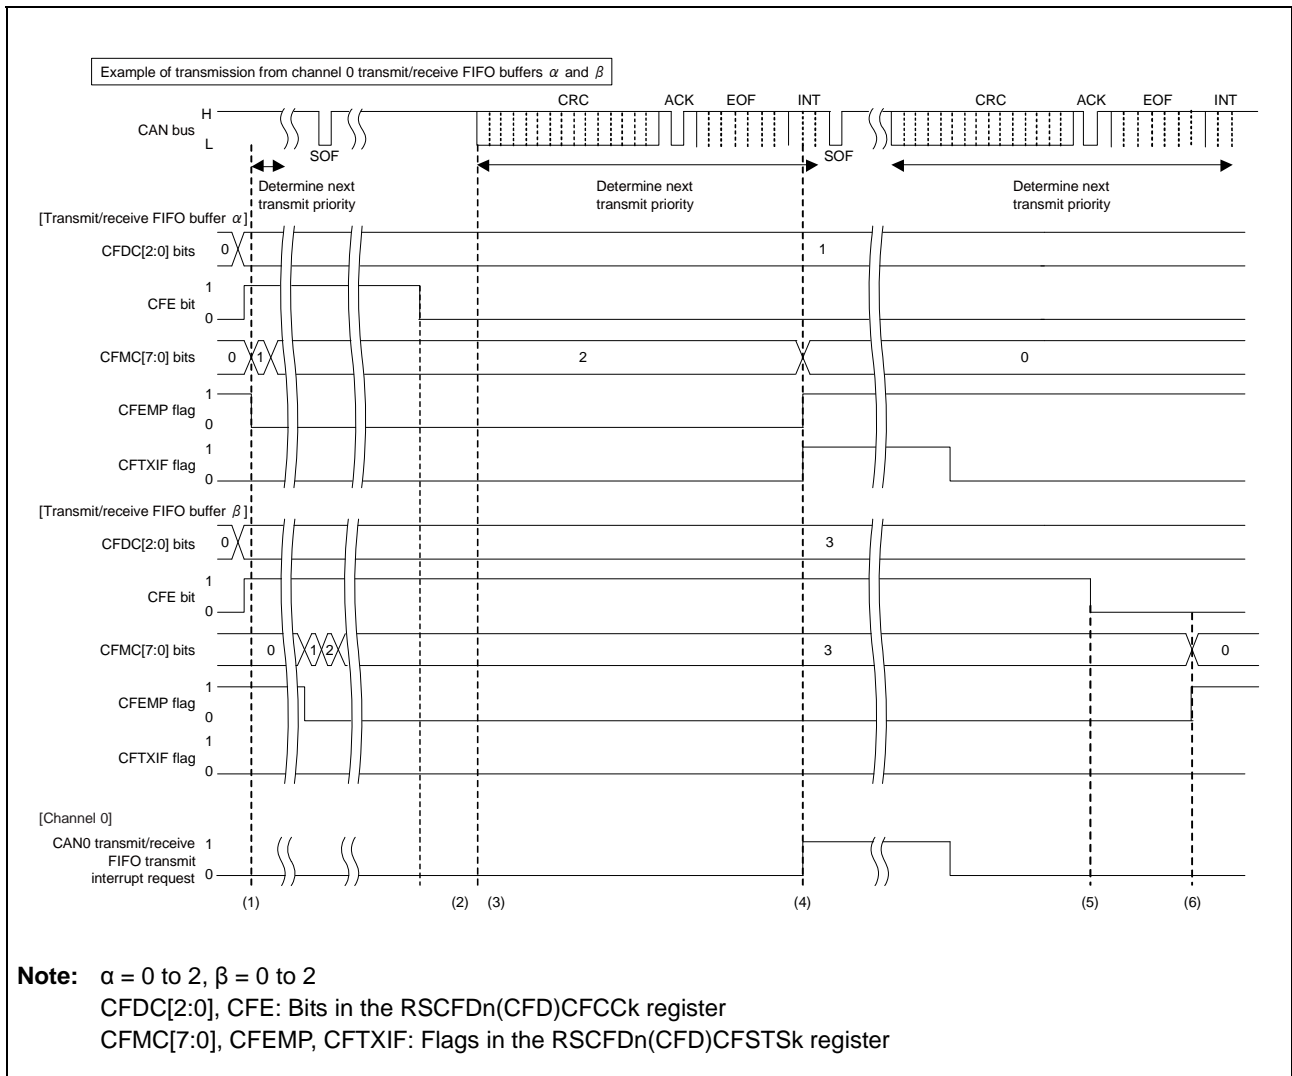 Example of transmission from channel 0 transmit/receive FIFO buffers α and β
CRC ACK EOF INT CRC ACK EOF INT
H
CAN bus
L
SOF SOF
Determine next
transmit priority
Determine next
transmit priority
Determine next
transmit priority
[Transmit/receive FIFO buffer α]
CFDC[2:0] bits 0 1
CFE bit 1 0
CFMC[7:0] bits 0 1 2 0
CFEMP flag 1 0
CFTXIF flag 1 0
[Transmit/receive FIFO buffer β]
CFDC[2:0] bits 0 3
CFE bit 1 0
CFMC[7:0] bits 0 1 2 3 0
CFEMP flag 1 0
CFTXIF flag 1 0
[Channel 0]
CAN0 transmit/receive 1
FIFO transmit
interrupt request 0
(1) (2) (3) (4) (5) (6)
Note: α = 0 to 2, β = 0 to 2
CFDC[2:0], CFE: Bits in the RSCFDn(CFD)CFCCk register
CFMC[7:0], CFEMP, CFTXIF: Flags in the RSCFDn(CFD)CFSTSk register